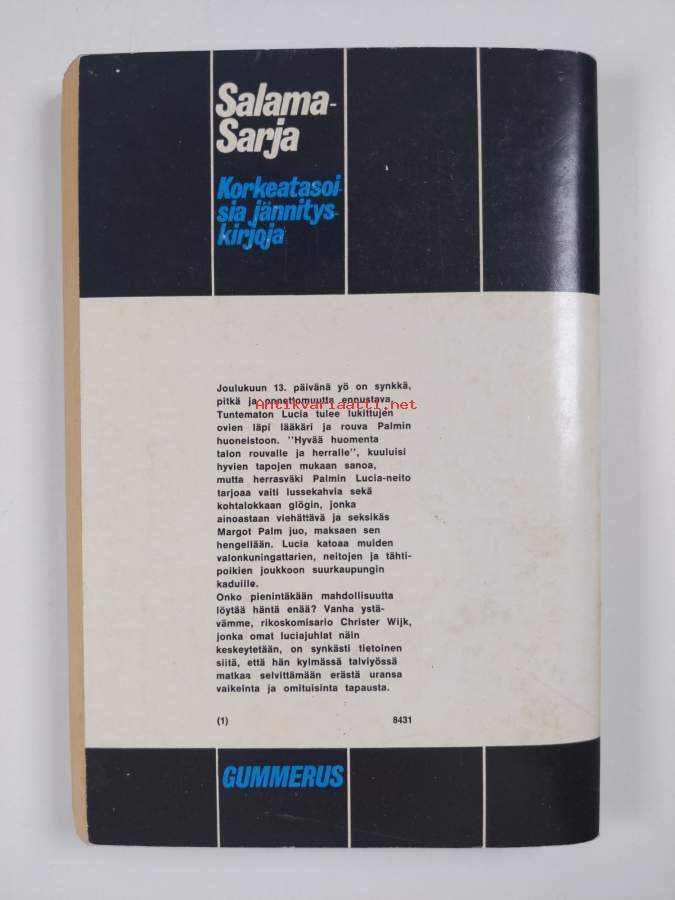 Salama-
Sarja
Korkeatasoi-
sia jännitys-
kirjoja
Joulukuun 13. päivänä yö on synkkä,
pitkä ja onnettomuutta ennustava.
Antikvariaatti.net
Tuntematon Lucia tulee lukittujen
ovien läpi lääkäri ja rouva Palmin
huoneistoon. "Hyvää huomenta
talon rouvalle ja herralle", kuuluisi
hyvien tapojen mukaan sanoa,
mutta herrasväki Palmin Lucia-neito
tarjoaa vaiti lussekahvia sekä
kohtalokkaan glögin, jonka
ainoastaan viehättävä ja seksikäs
Margot Palm juo, maksaen sen
hengellään. Lucia katoaa muiden
valonkuningattarien, neitojen ja tähti-
poikien joukkoon suurkaupungin
kaduille.
Onko pienintäkään mahdollisuutta
löytää häntä enää? Vanha ystä-
vämme, rikoskomisario Christer Wijk,
jonka omat luciajuhlat näin
keskeytetään, on synkästi tietoinen
siitä, että hän kylmässä talviyössä
matkaa selvittämään erästä uransa
vaikeinta ja omituisinta tapausta.
(1) 8431
GUMMERUS